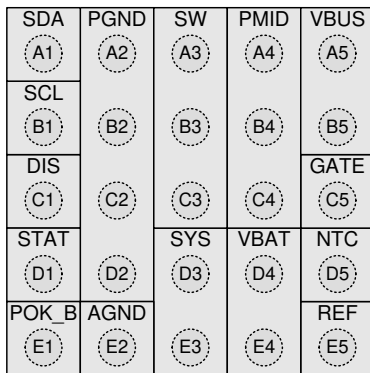 SDA PGND SW PMID VBUS
A1 A2 A3 A4 A5
SCL
B1 B2 B3 B4 B5
DIS GATE
C1 C2 C3 C4 C5
STAT SYS VBAT NTC
D1 D2 D3 D4 D5
POK_B AGND REF
E1 E2 E3 E4 E5